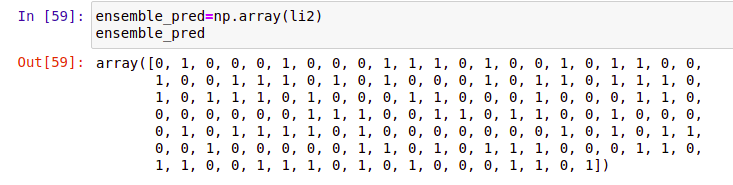 In [59]: ensemble_pred=np.array(li2)
ensemble_pred
Out[59]: array([0, 1, 0, 0, 0, 1, 0, 0, 0, 1, 1, 1, 0, 1, 0, 0, 1, 0, 1, 1, 0, 0,
1, 0, 0, 1, 1, 1, 0, 1, 0, 1, 0, 0, 0, 1, 0, 1, 1, 0, 1, 1, 1, 0,
1, 0, 1, 1, 1, 0, 1, 0, 0, 0, 1, 1, 0, 0, 0, 1, 0, 0, 0, 1, 1, 0,
0, 0, 0, 0, 0, 0, 1, 1, 1, 0, 0, 1, 1, 0, 1, 1, 0, 0, 1, 0, 0, 0,
0, 1, 0, 1, 1, 1, 1, 0, 1, 0, 0, 0, 0, 0, 0, 0, 1, 0, 1, 0, 1, 1,
0, 0, 1, 0, 0, 0, 0, 0, 1, 1, 0, 1, 0, 1, 1, 1, 0, 0, 0, 1, 1, 0,
1, 1, 0, 0, 1, 1, 1, 0, 1, 0, 1, 0, 0, 0, 1, 1, 0, 1])